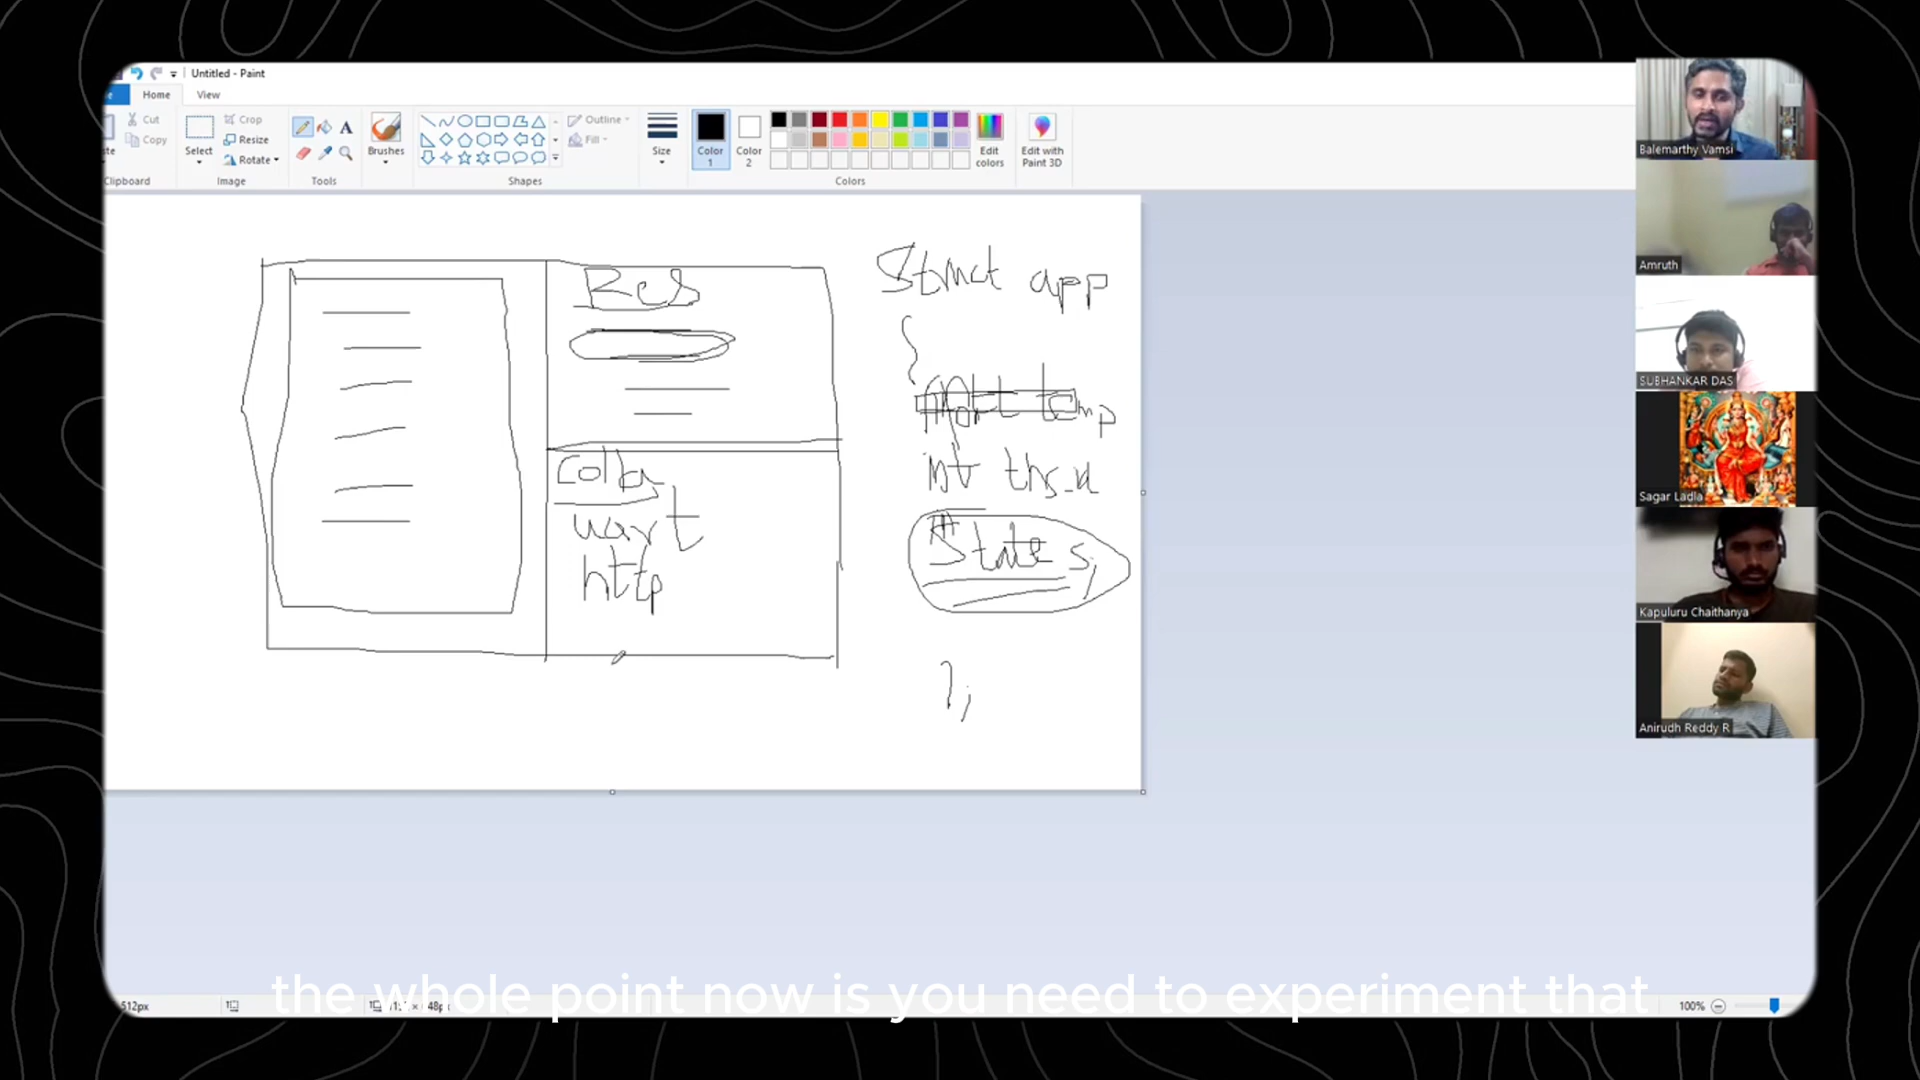 Untitled - Paint
Home View
Cut
Copy
Clipboard
Select
Crop
Resize
Rotate
Image
Tools
Brushes
Shapes
Outline
Fill
Size
Color 1
Color 2
Colors
Edit colors
Edit with Paint 3D
Res
uart
http
Struct app
{
temp
int
State s;
};
Balemarthy Vamsi
Amruth
SUBHANKAR DAS
Sagar Ladla
Kapuluru Chaithanya
Anirudh Reddy R
the whole point now is you need to experiment that
512px
100%